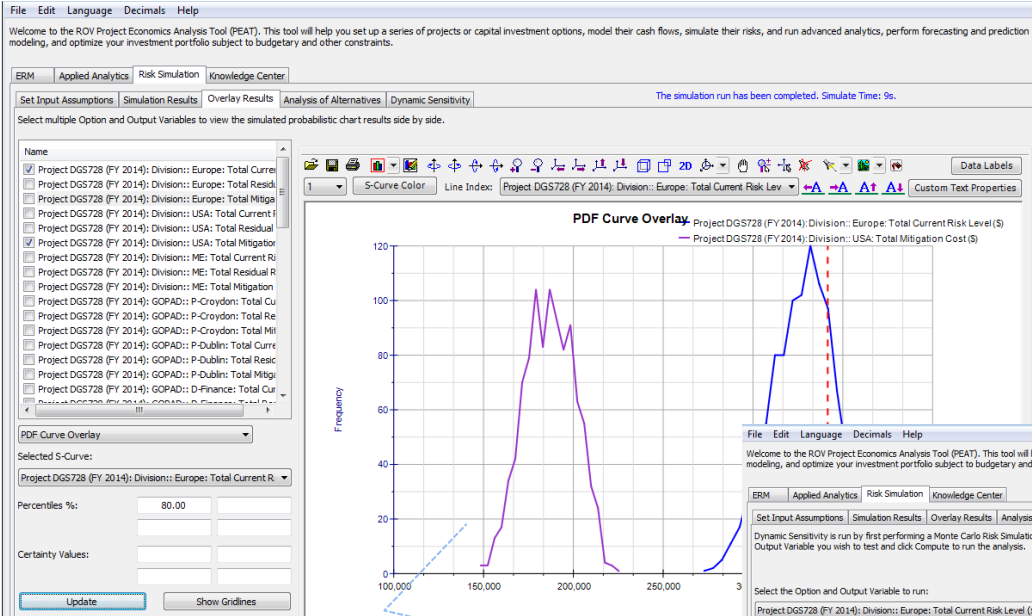 File Edit Language Decimals Help
Welcome to the ROV Project Economics Analysis Tool (PEAT). This tool will help you set up a series of projects or capital investment options, model their cash flows, simulate their risks, and run advanced analytics, perform forecasting and prediction
modeling, and optimize your investment portfolio subject to budgetary and other constraints.
ERM Applied Analytics Risk Simulation Knowledge Center
Set Input Assumptions Simulation Results Overlay Results Analysis of Alternatives Dynamic Sensitivity
The simulation run has been completed. Simulate Time: 9s.
Select multiple Option and Output Variables to view the simulated probabilistic chart results side by side.
Name
Project DGS728 (FY 2014): Division:: Europe: Total Curre
Project DGS728 (FY 2014): Division:: Europe: Total Residu
Project DGS728 (FY 2014): Division:: Europe: Total Mitiga
Project DGS728 (FY 2014): Division:: USA: Total Current F
Project DGS728 (FY 2014): Division:: USA: Total Residual
Project DGS728 (FY 2014): Division:: USA: Total Mitigation
Project DGS728 (FY 2014): Division:: ME: Total Current Ri
Project DGS728 (FY 2014): Division:: ME: Total Residual R
Project DGS728 (FY 2014): Division:: ME: Total Mitigation
Project DGS728 (FY 2014): GOPAD:: P-Croydon: Total Cu
Project DGS728 (FY 2014): GOPAD:: P-Croydon: Total Re
Project DGS728 (FY 2014): GOPAD:: P-Croydon: Total Mit
Project DGS728 (FY 2014): GOPAD:: P-Dublin: Total Curre
Project DGS728 (FY 2014): GOPAD:: P-Dublin: Total Resic
Project DGS728 (FY 2014): GOPAD:: P-Dublin: Total Mitiga
Project DGS728 (FY 2014): GOPAD:: D-Finance: Total Cur
PDF Curve Overlay
Selected S-Curve:
Project DGS728 (FY 2014): Division:: Europe: Total Current R
Percentiles %: 80.00
Certainty Values:
Update Show Gridlines
2D Data Labels
1 S-Curve Color Line Index: Project DGS728 (FY 2014): Division:: Europe: Total Current Risk Lev A A A A Custom Text Properties
PDF Curve Overlay
Project DGS728 (FY 2014): Division:: Europe: Total Current Risk Level ($)
Project DGS728 (FY 2014): Division:: USA: Total Mitigation Cost ($)
120
100
80
60
40
20
0
Frequency
100,000 150,000 200,000 250,000 3
File Edit Language Decimals Help
Welcome to the ROV Project Economics Analysis Tool (PEAT). This tool will
modeling, and optimize your investment portfolio subject to budgetary and
ERM Applied Analytics Risk Simulation Knowledge Center
Set Input Assumptions Simulation Results Overlay Results Analysis
Dynamic Sensitivity is run by first performing a Monte Carlo Risk Simulatio
Output Variable you wish to test and click Compute to run the analysis.
Select the Option and Output Variable to run:
Project DGS728 (FY 2014): Division:: Europe: Total Current Risk Level (